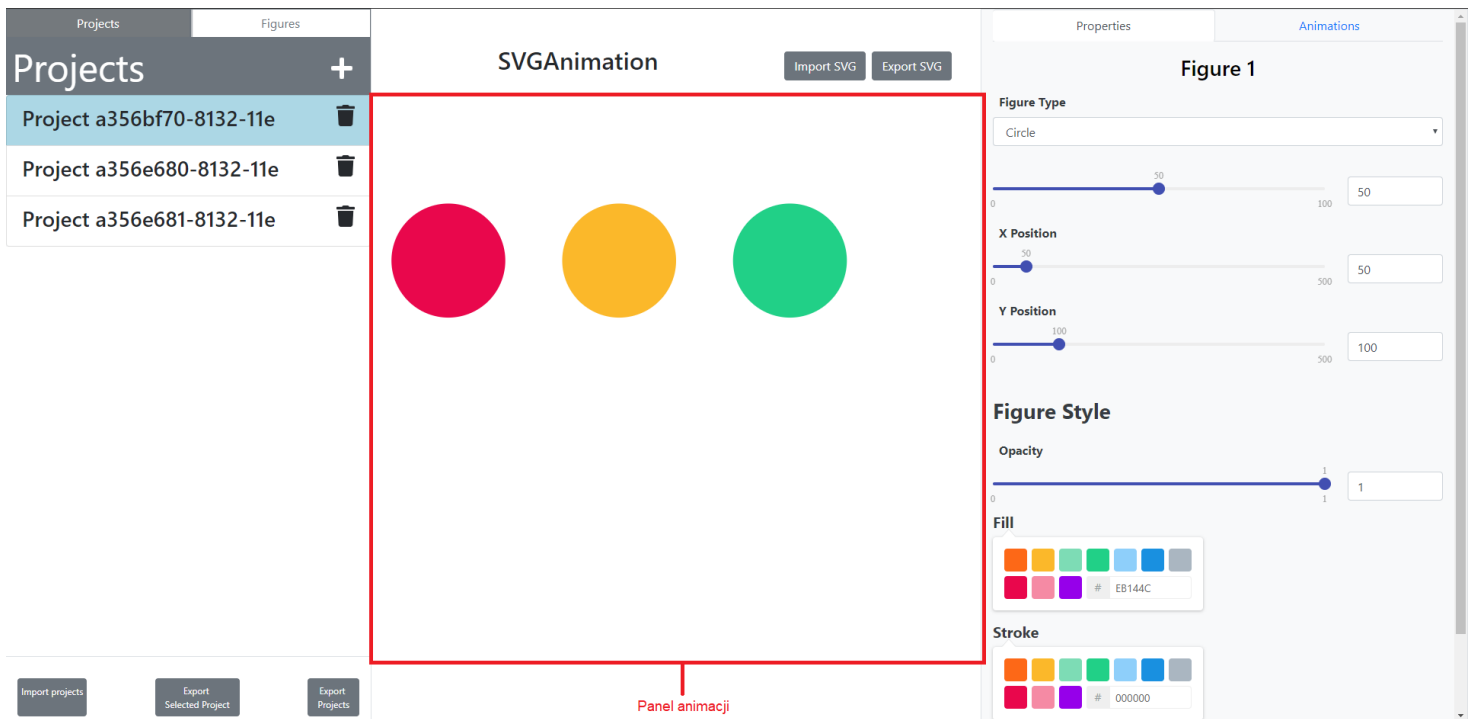 Projects
Figures
Projects
+
Project a356bf70-8132-11e
Project a356e680-8132-11e
Project a356e681-8132-11e
Import projects
Export
Selected Project
Export
Projects
SVGAnimation
Import SVG
Export SVG
Panel animacji
Properties
Animations
Figure 1
Figure Type
Circle
50
0
100
50
X Position
50
0
500
50
Y Position
100
0
500
100
Figure Style
Opacity
1
0
1
1
Fill
# EB144C
Stroke
# 000000